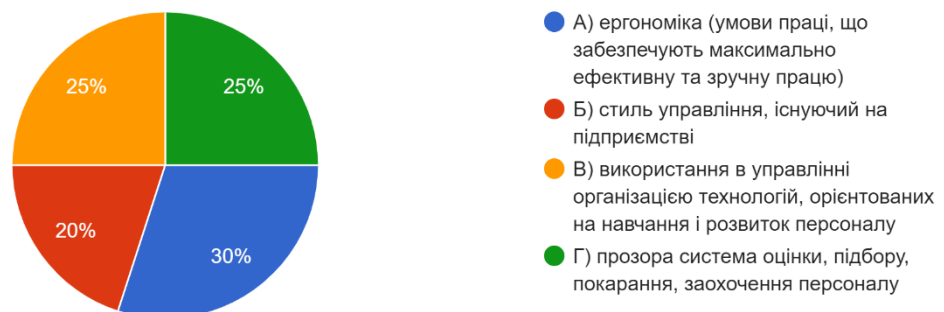 25%
25%
20%
30%
А) ергономіка (умови праці, що
забезпечують максимально
ефективну та зручну працю)
Б) стиль управління, існуючий на
підприємстві
В) використання в управлінні
організацією технологій, орієнтованих
на навчання і розвиток персоналу
Г) прозора система оцінки, підбору,
покарання, заохочення персоналу